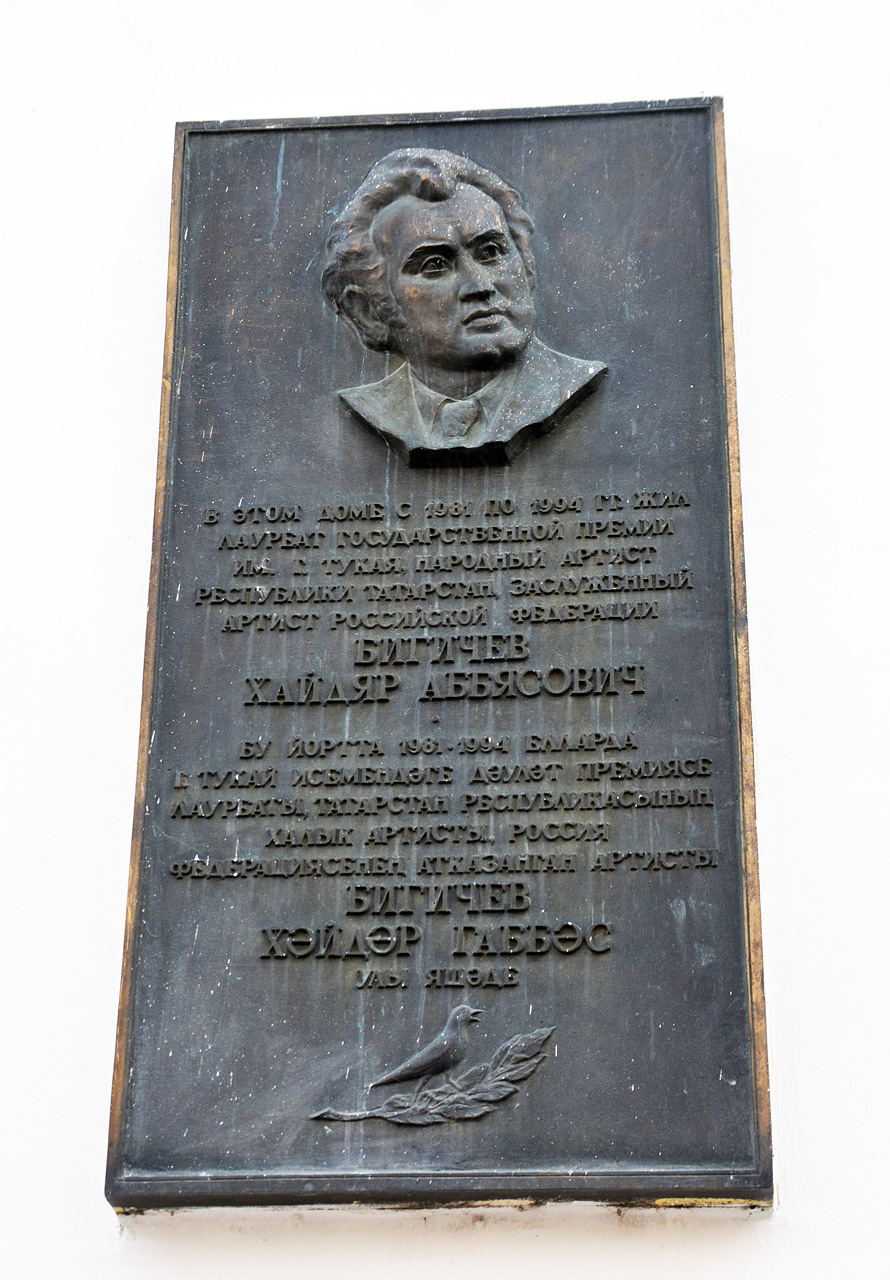 В ЭТОМ ДОМЕ С 1981 ПО 1994 ГГ. ЖИЛ
ЛАУРЕАТ ГОСУДАРСТВЕННОЙ ПРЕМИИ
ИМ. Г. ТУКАЯ, НАРОДНЫЙ АРТИСТ
РЕСПУБЛИКИ ТАТАРСТАН, ЗАСЛУЖЕННЫЙ
АРТИСТ РОССИЙСКОЙ ФЕДЕРАЦИИ
БИГИЧЕВ
ХАЙДЯР АББЯСОВИЧ
БУ ЙОРТТА 1981-1994 ЕЛЛАРДА
Г. ТУКАЙ ИСЕМЕНДӘГЕ ДӘҮЛӘТ ПРЕМИЯСЕ
ЛАУРЕАТЫ, ТАТАРСТАН РЕСПУБЛИКАСЫНЫҢ
ХАЛЫК АРТИСТЫ, РОССИЯ
ФЕДЕРАЦИЯСЕНЕҢ АТКАЗАНГАН АРТИСТЫ
БИГИЧЕВ
ХӘЙДӘР ГАББӘС
УЛЫ ЯШӘДЕ